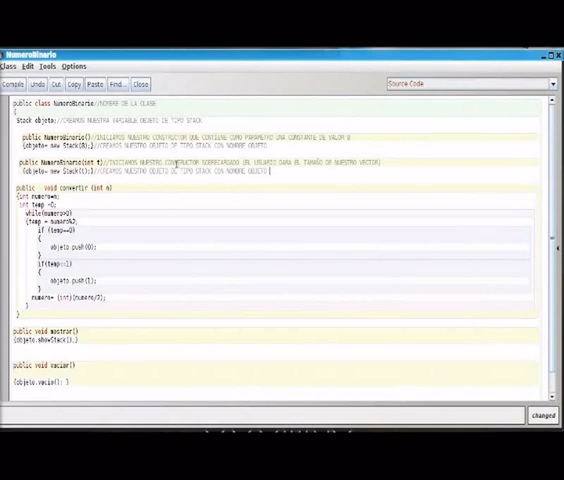 NumeroBinario
Class Edit Tools Options
Compile Undo Cut Copy Paste Find... Close Source Code
public class NumeroBinario//NOMBRE DE LA CLASE
{
Stack objeto;//CREAMOS NUESTRA VARIABLE OBJETO DE TIPO STACK
public NumeroBinario()//INICIAMOS NUESTRO CONSTRUCTOR QUE CONTIENE COMO PARAMETRO UNA CONSTANTE DE VALOR 8
{objeto= new Stack(8);}//CREAMOS NUESTRO OBJETO DE TIPO STACK CON NOMBRE OBJETO
public NumeroBinario(int t)//INICIAMOS NUESTRO CONSTRUCTOR SOBRECARGADO (EL USUARIO DARA EL TAMAÑO DE NUESTRO VECTOR)
{objeto= new Stack(t);}//CREAMOS NUESTRO OBJETO DE TIPO STACK CON NOMBRE OBJETO
public void convertir (int n)
{int numero=n;
int temp =0;
while(numero>0)
{temp = numero%2;
if (temp==0)
{
objeto.push(0);
}
if(temp==1)
{
objeto.push(1);
}
numero= (int)(numero/2);
}
}
public void mostrar()
{objeto.showStack();}
public void vaciar()
{objeto.vacia(); }
changed